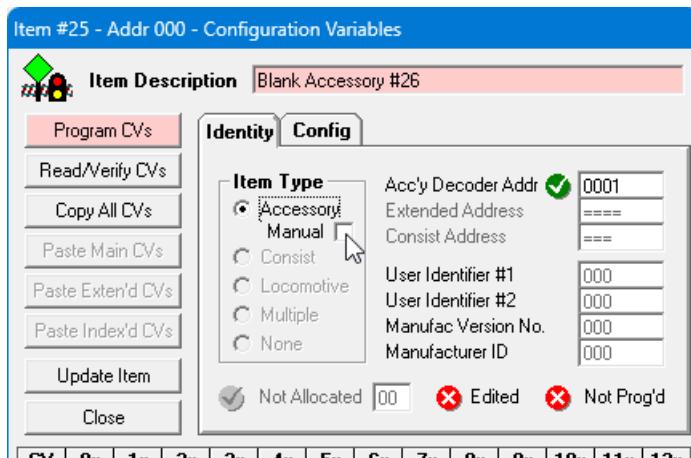 Item #25 - Addr 000 - Configuration Variables
Item Description Blank Accessory #26
Program CVs
Read/Verify CVs
Copy All CVs
Paste Main CVs
Paste Exten'd CVs
Paste Index'd CVs
Update Item
Close
Identity Config
Item Type
Accessory
Manual
Consist
Locomotive
Multiple
None
Acc'y Decoder Addr 0001
Extended Address ====
Consist Address ===
User Identifier #1 000
User Identifier #2 000
Manufac Version No. 000
Manufacturer ID 000
Not Allocated 00 Edited Not Prog'd